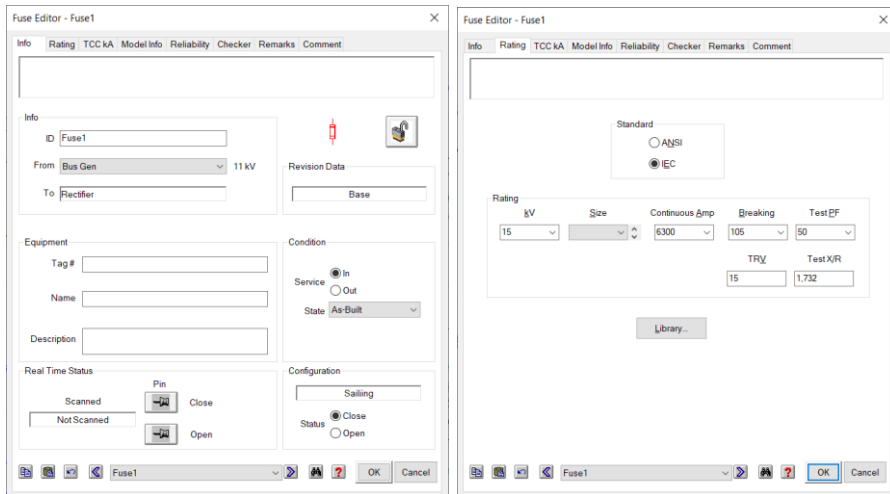 Fuse Editor - Fuse1
Info Rating TCC kA Model Info Reliability Checker Remarks Comment
Info
ID Fuse1
From Bus Gen 11 kV
To Rectifier
Revision Data
Base
Equipment
Tag #
Name
Description
Condition
Service In
Out
State As-Built
Real Time Status
Pin
Scanned Close
Not Scanned
Open
Configuration
Sailiing
Status Close
Open
Fuse1 ? OK Cancel
Fuse Editor - Fuse1
Info Rating TCC kA Model Info Reliability Checker Remarks Comment
Standard
ANSI
IEC
Rating
kV Size Continuous Amp Breaking Test PF
15 6300 105 50
TRV Test X/R
15 1,732
Library...
Fuse1 ? OK Cancel